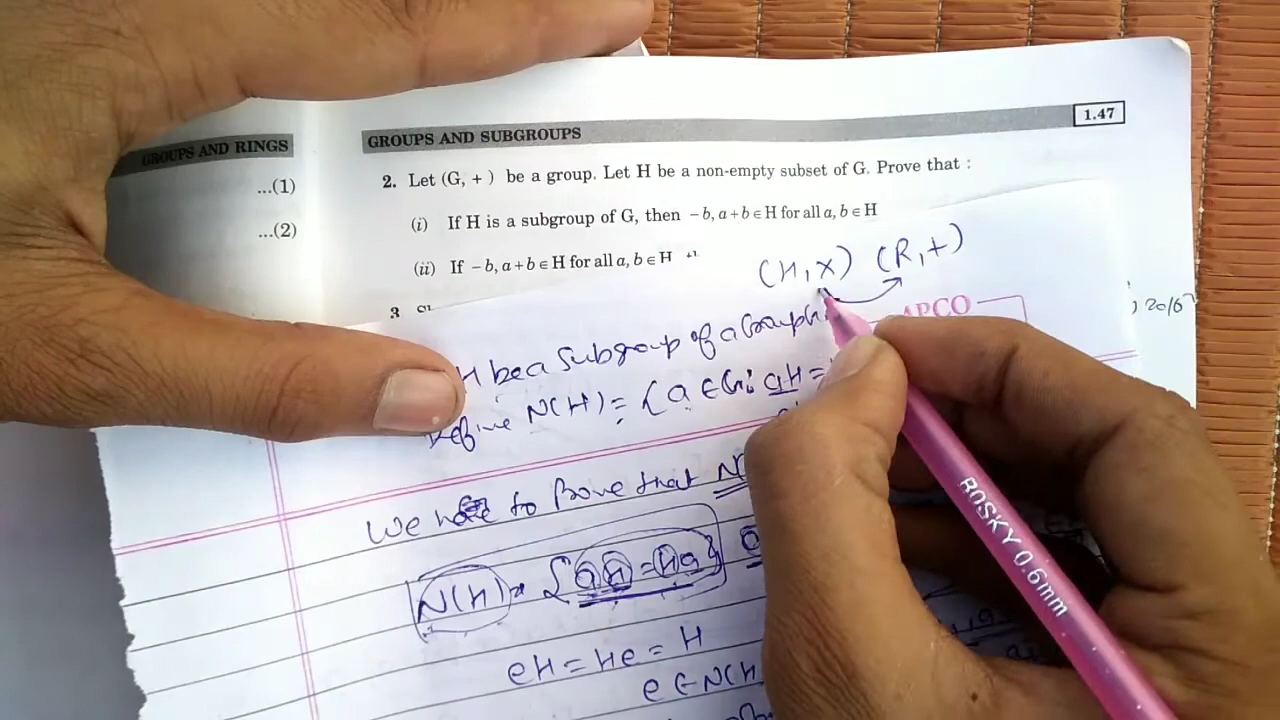 GROUPS AND RINGS
...(1)
...(2)
GROUPS AND SUBGROUPS 1.47
2. Let (G, + ) be a group. Let H be a non-empty subset of G. Prove that :
(i) If H is a subgroup of G, then −b, a+b∈H for all a, b∈H
(ii) If −b, a+b∈H for all a, b∈H
3
(H,x) (R,+)
APCO
H be a Subgroup of a Group
Define N(H) = {a ∈ G: aH =
We have to Prove that N
N(H) = {aH = Ha}
eH = He = H
e ∈ N(H
ROSKY 0.6mm